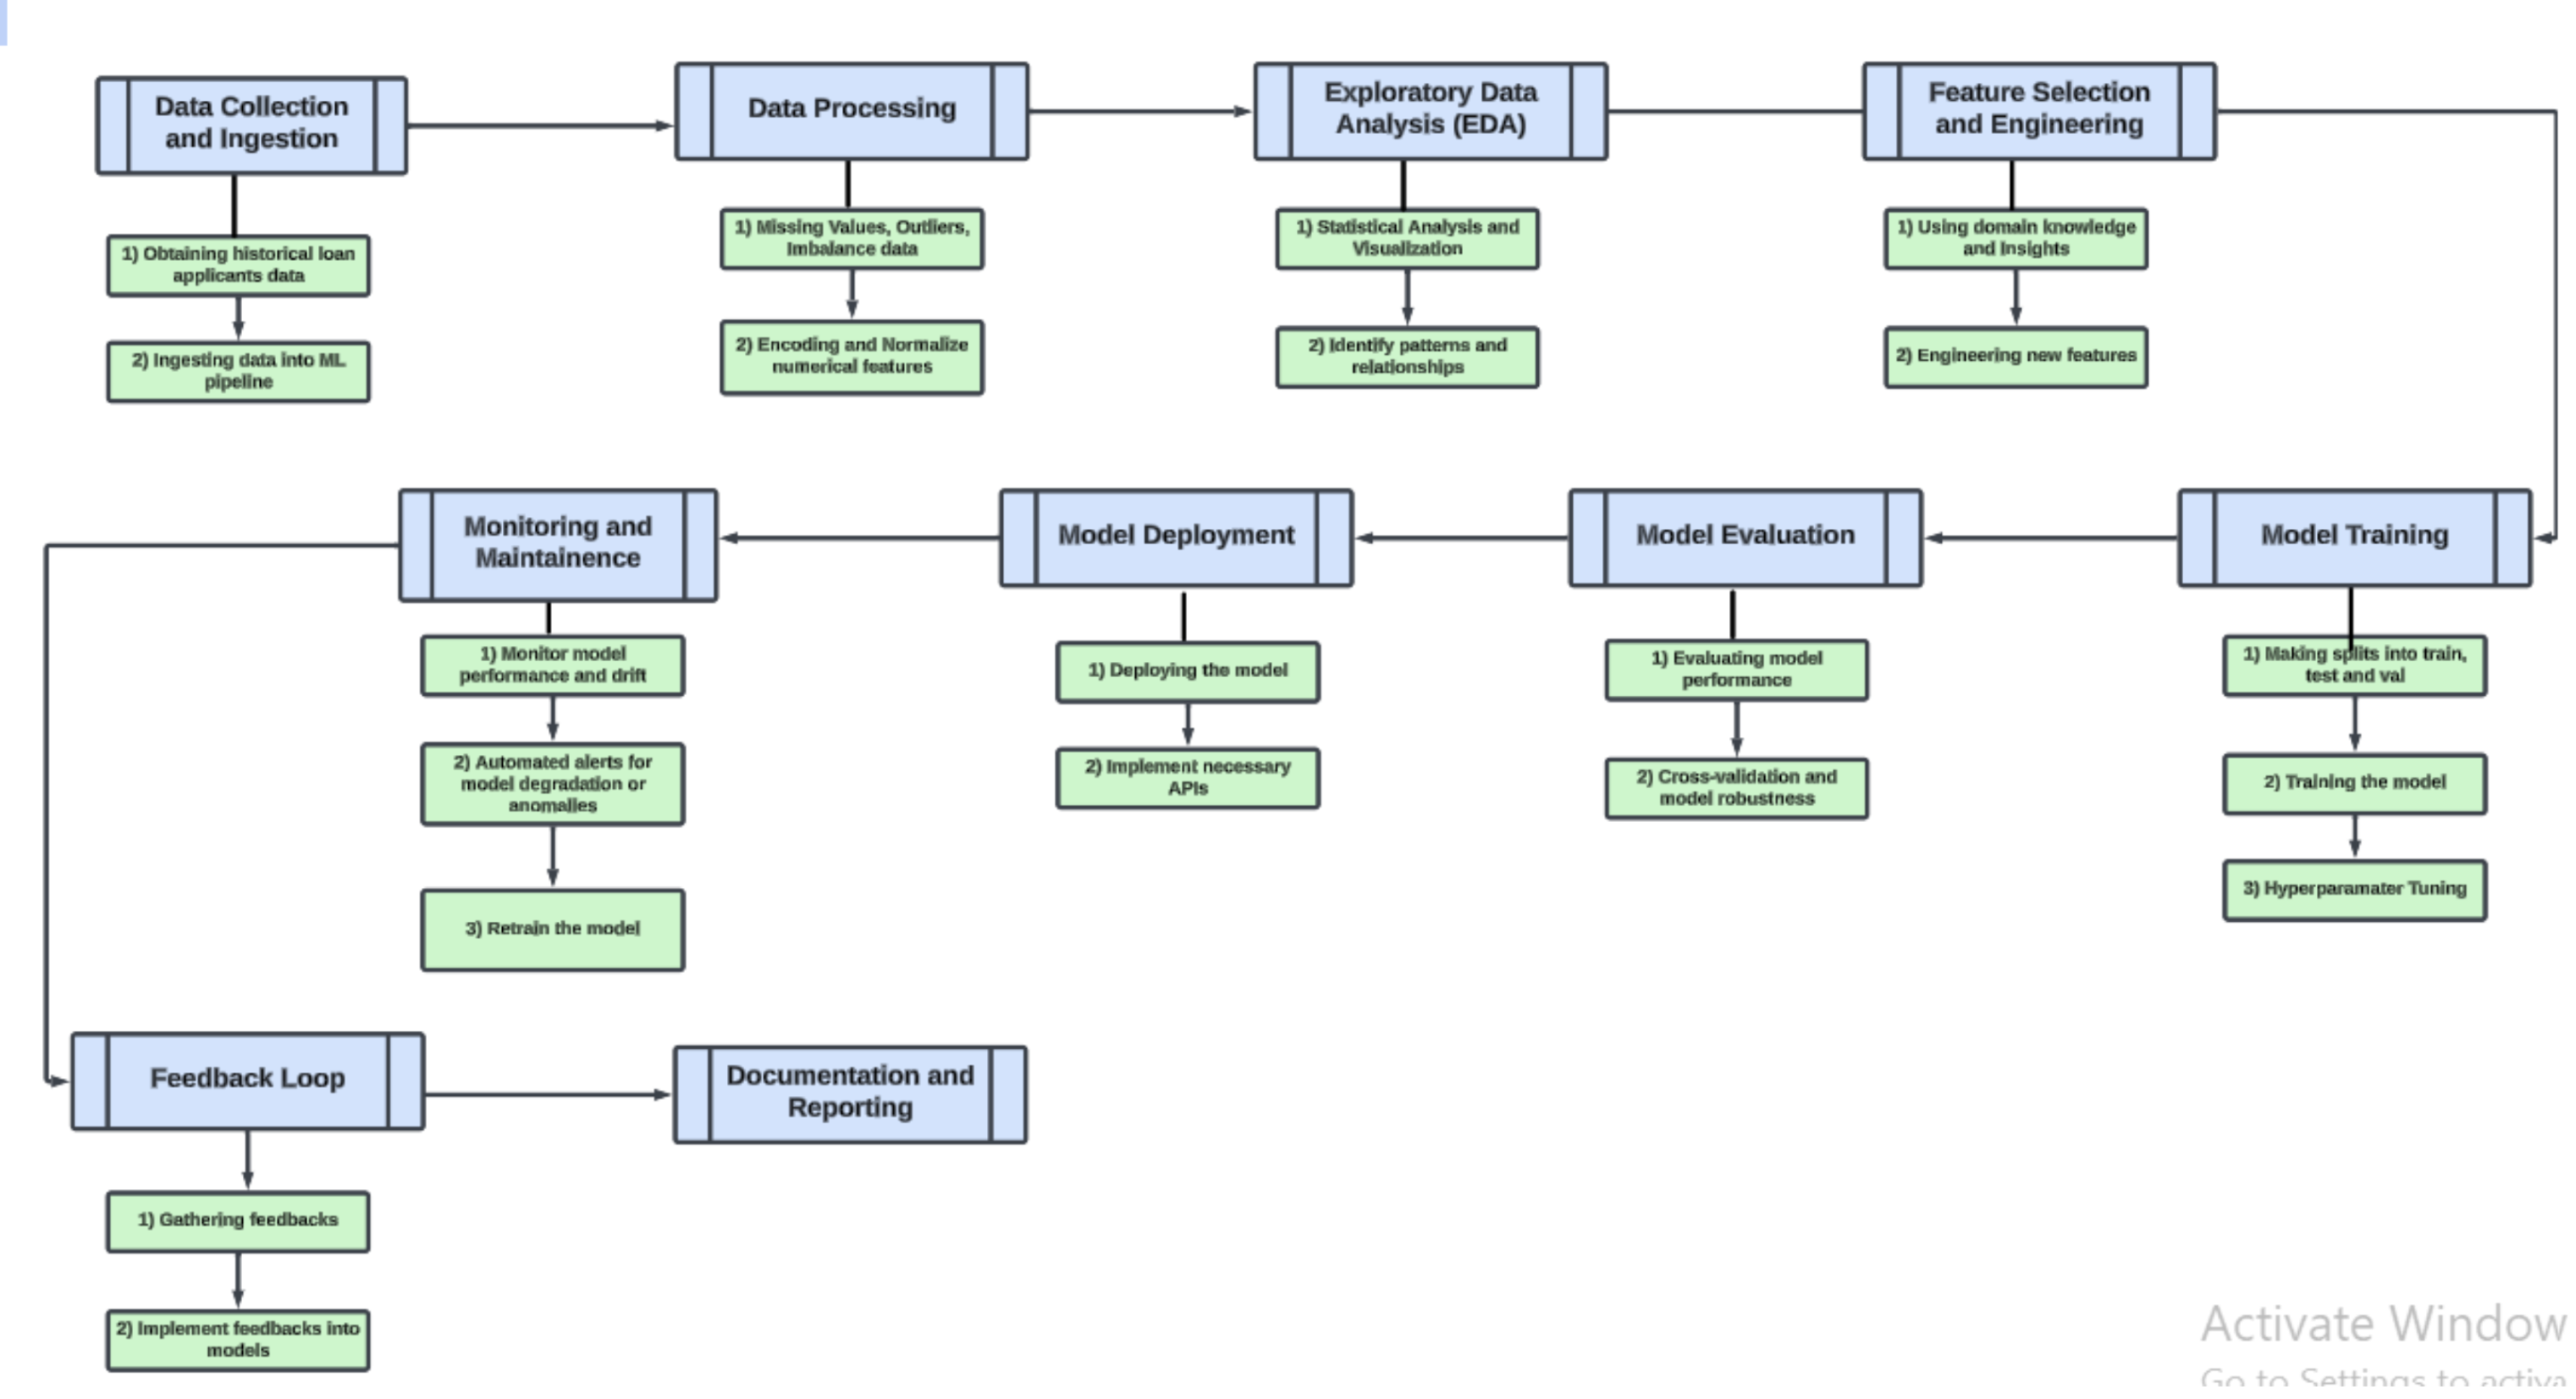 Data Collection
and Ingestion
Data Processing
Exploratory Data
Analysis (EDA)
Feature Selection
and Engineering
1) Obtaining historical loan
applicants data
2) Ingesting data into ML
pipeline
1) Missing Values, Outliers,
Imbalance data
2) Encoding and Normalize
numerical features
1) Statistical Analysis and
Visualization
2) Identify patterns and
relationships
1) Using domain knowledge
and Insights
2) Engineering new features
Model Training
1) Making splits into train,
test and val
2) Training the model
3) Hyperparamater Tuning
Model Evaluation
1) Evaluating model
performance
2) Cross-validation and
model robustness
Model Deployment
1) Deploying the model
2) Implement necessary
APIs
Monitoring and
Maintainence
1) Monitor model
performance and drift
2) Automated alerts for
model degradation or
anomalies
3) Retrain the model
Feedback Loop
1) Gathering feedbacks
2) Implement feedbacks into
models
Documentation and
Reporting
Activate Window
Go to Settings to activa